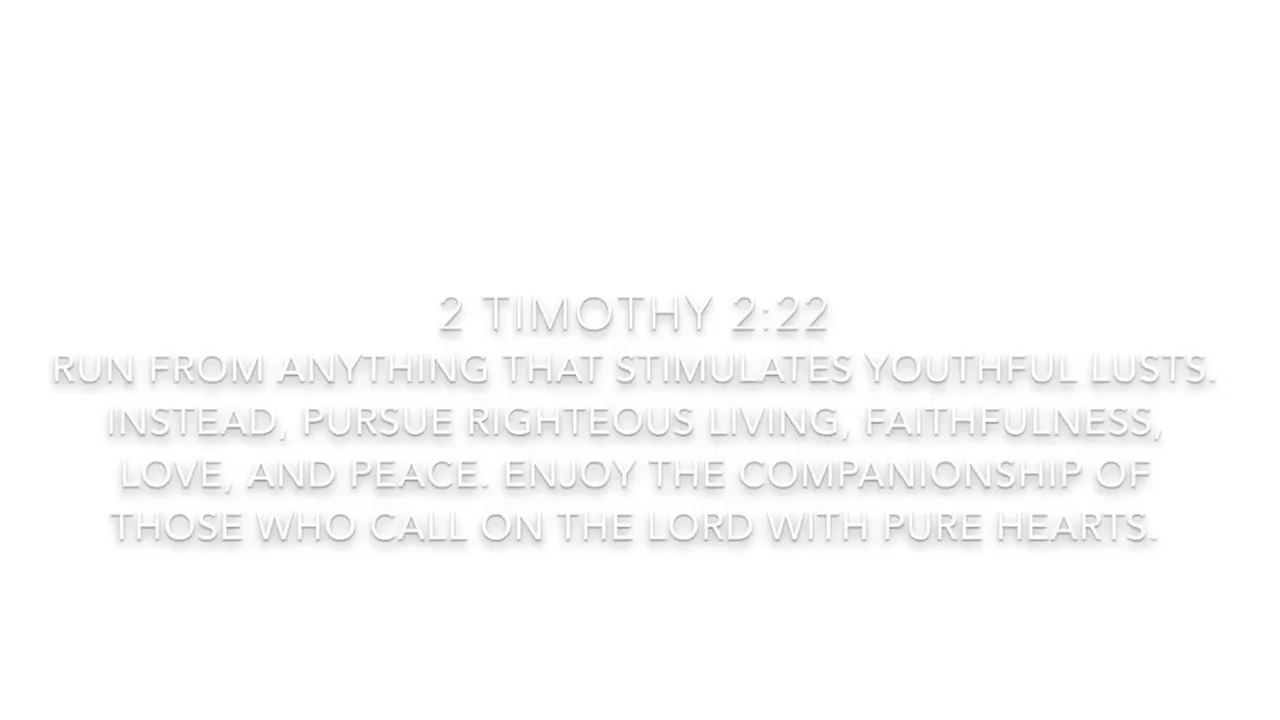 2 TIMOTHY 2:22
RUN FROM ANYTHING THAT STIMULATES YOUTHFUL LUSTS.
INSTEAD, PURSUE RIGHTEOUS LIVING, FAITHFULNESS,
LOVE, AND PEACE. ENJOY THE COMPANIONSHIP OF
THOSE WHO CALL ON THE LORD WITH PURE HEARTS.